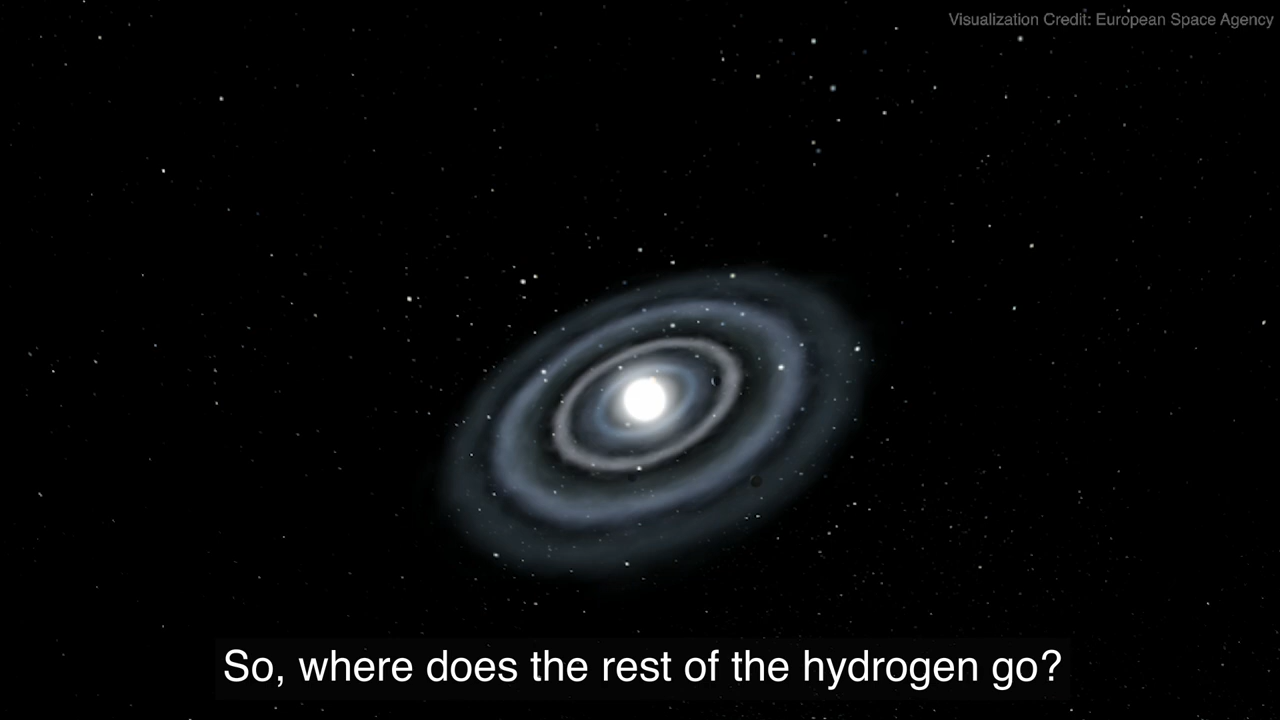 Visualization Credit: European Space Agency
So, where does the rest of the hydrogen go?